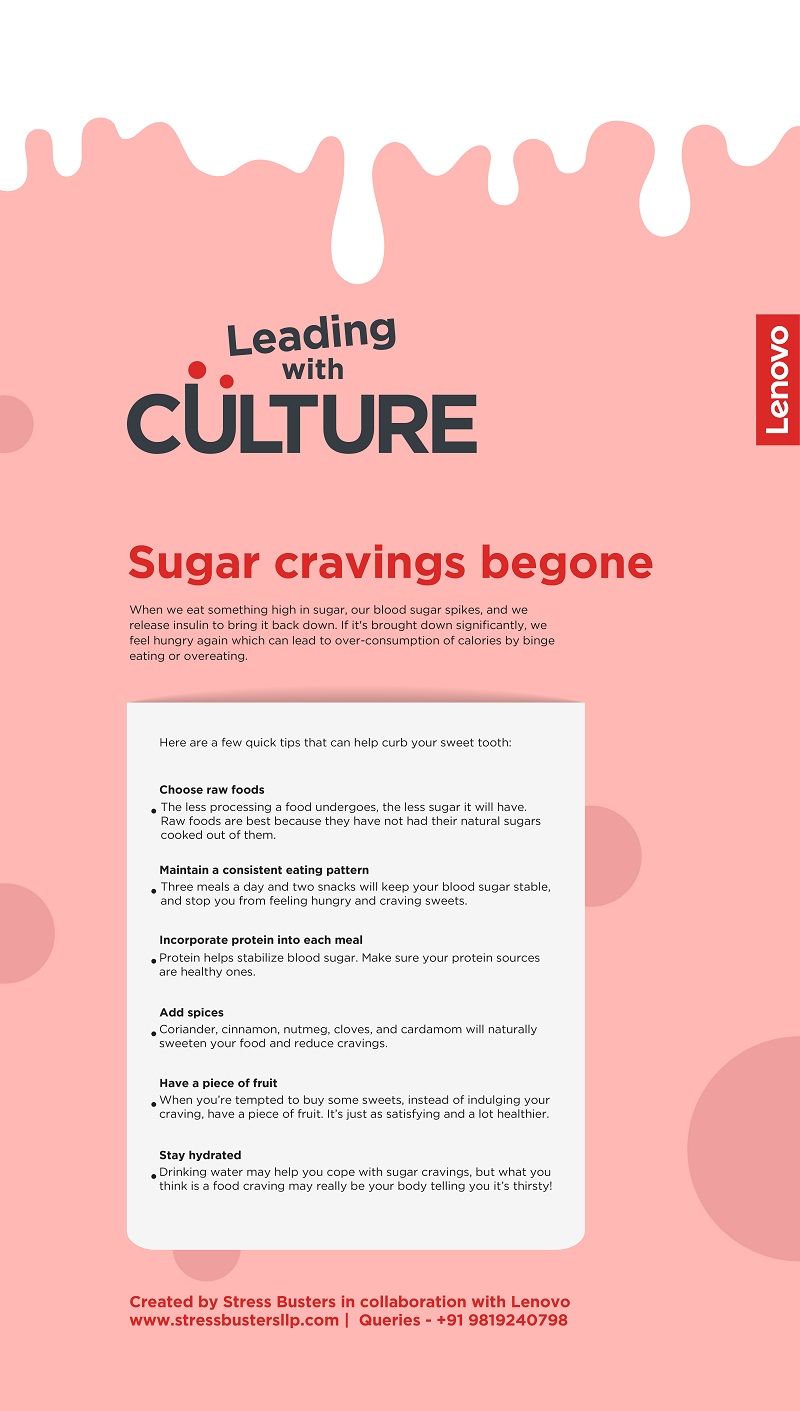 Leading
with
CULTURE
Lenovo
Sugar cravings begone
When we eat something high in sugar, our blood sugar spikes, and we
release insulin to bring it back down. If it's brought down significantly, we
feel hungry again which can lead to over-consumption of calories by binge
eating or overeating.
Here are a few quick tips that can help curb your sweet tooth:
Choose raw foods
• The less processing a food undergoes, the less sugar it will have.
Raw foods are best because they have not had their natural sugars
cooked out of them.
Maintain a consistent eating pattern
• Three meals a day and two snacks will keep your blood sugar stable,
and stop you from feeling hungry and craving sweets.
Incorporate protein into each meal
• Protein helps stabilize blood sugar. Make sure your protein sources
are healthy ones.
Add spices
• Coriander, cinnamon, nutmeg, cloves, and cardamom will naturally
sweeten your food and reduce cravings.
Have a piece of fruit
• When you’re tempted to buy some sweets, instead of indulging your
craving, have a piece of fruit. It’s just as satisfying and a lot healthier.
Stay hydrated
• Drinking water may help you cope with sugar cravings, but what you
think is a food craving may really be your body telling you it’s thirsty!
Created by Stress Busters in collaboration with Lenovo
www.stressbustersllp.com | Queries - +91 9819240798